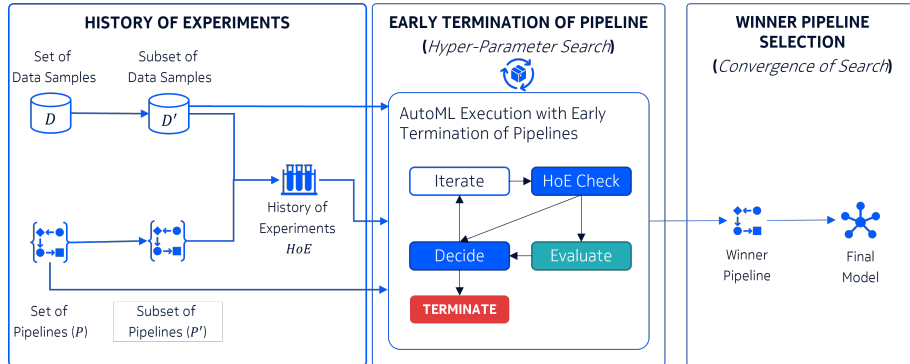 HISTORY OF EXPERIMENTS
Set of
Data Samples
Subset of
Data Samples
D
D′
History of
Experiments
HoE
Set of
Pipelines (P)
Subset of
Pipelines (P′)
EARLY TERMINATION OF PIPELINE
(Hyper-Parameter Search)
AutoML Execution with Early
Termination of Pipelines
Iterate
HoE Check
Decide
Evaluate
TERMINATE
WINNER PIPELINE
SELECTION
(Convergence of Search)
Winner
Pipeline
Final
Model